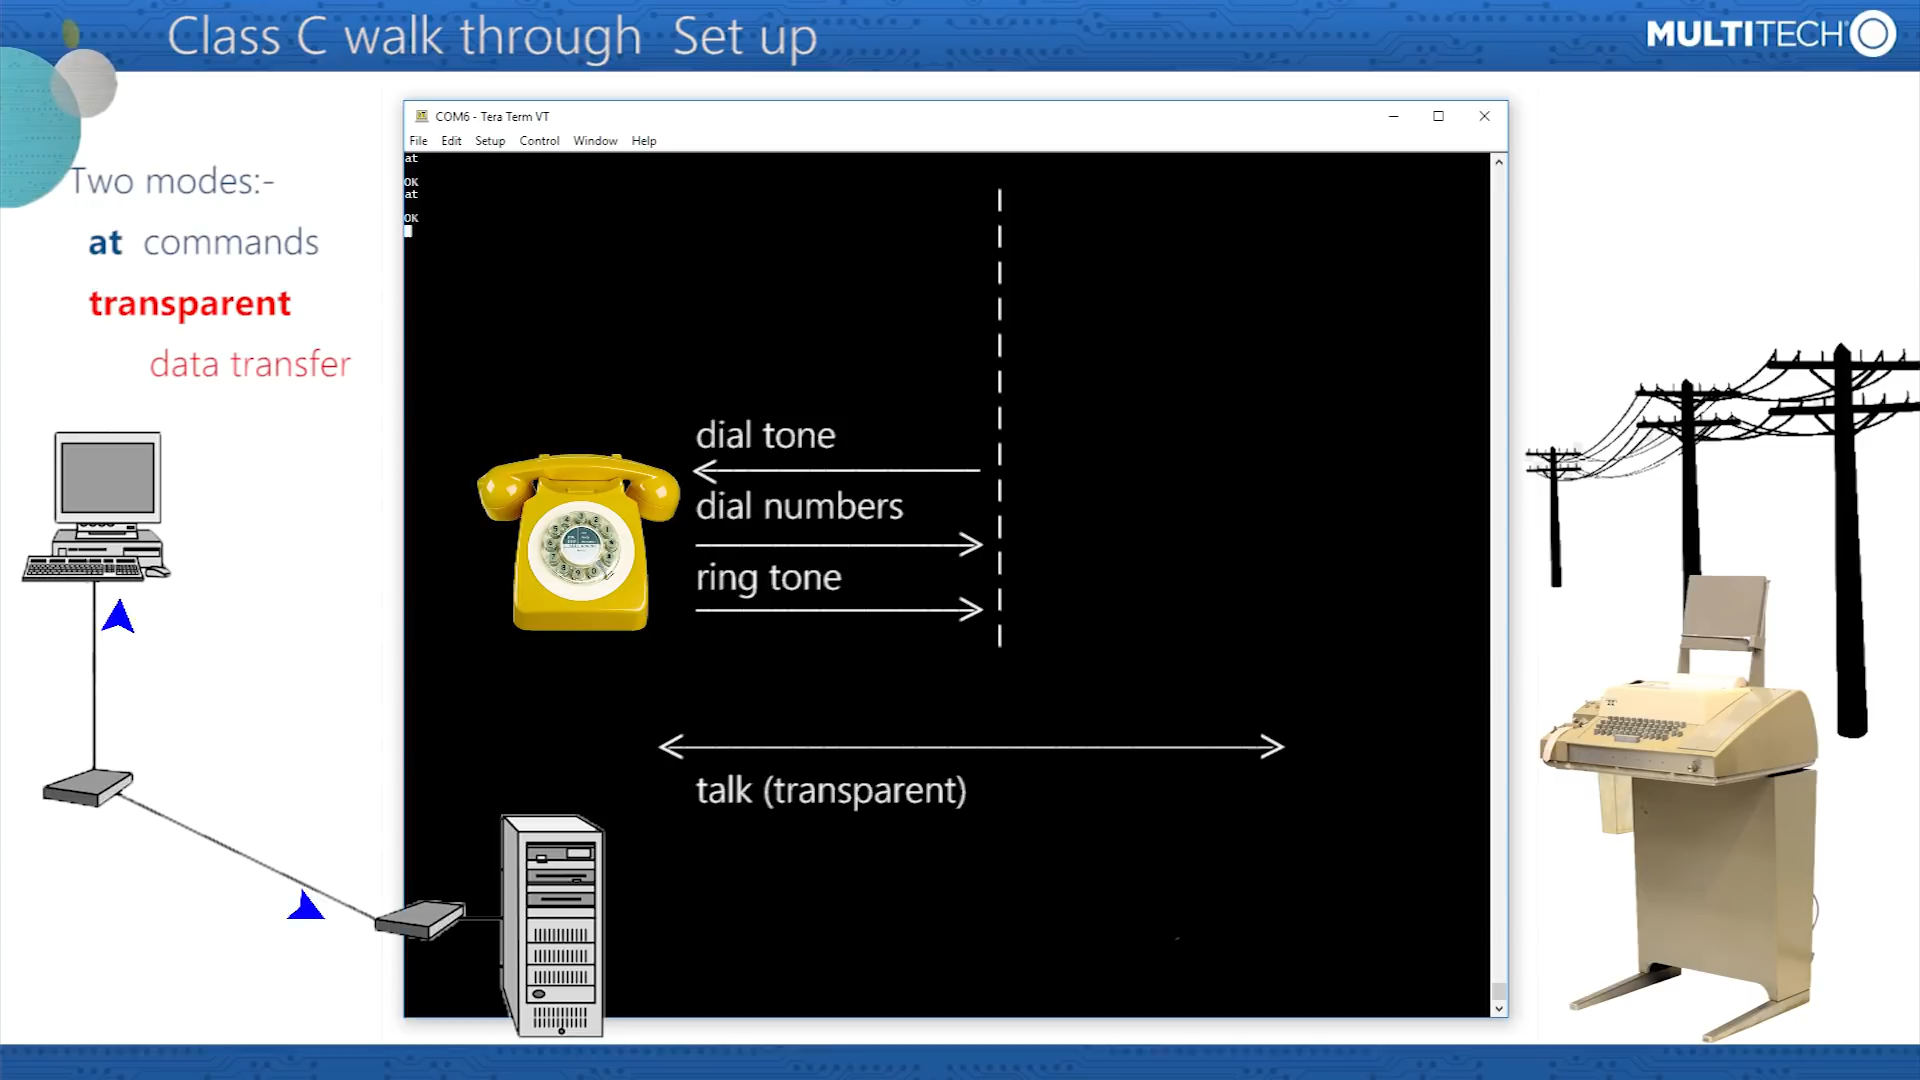 Class C walk through  Set up
MULTITECH
Two modes:-
at commands
transparent
data transfer
COM6 - Tera Term VT
File Edit Setup Control Window Help
at
OK
at
OK
dial tone
dial numbers
ring tone
talk (transparent)